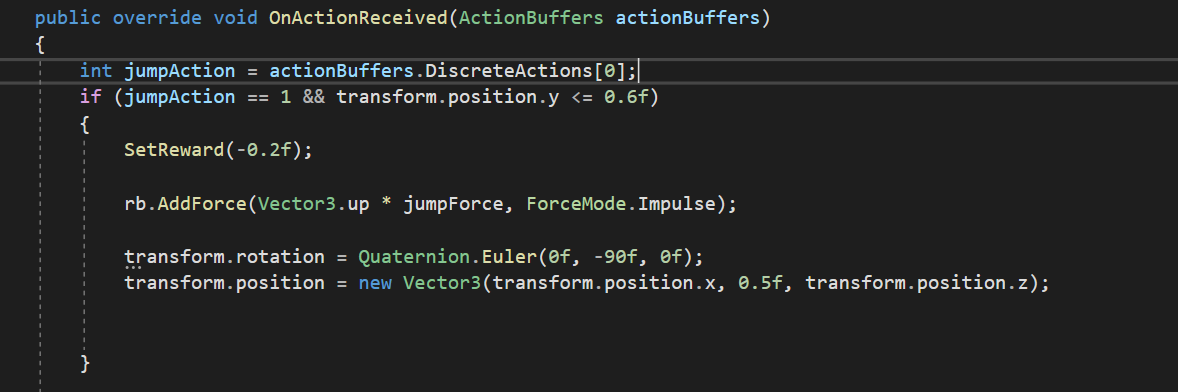 public override void OnActionReceived(ActionBuffers actionBuffers)
{
int jumpAction = actionBuffers.DiscreteActions[0];
if (jumpAction == 1 && transform.position.y <= 0.6f)
{
SetReward(-0.2f);
rb.AddForce(Vector3.up * jumpForce, ForceMode.Impulse);
transform.rotation = Quaternion.Euler(0f, -90f, 0f);
transform.position = new Vector3(transform.position.x, 0.5f, transform.position.z);
}